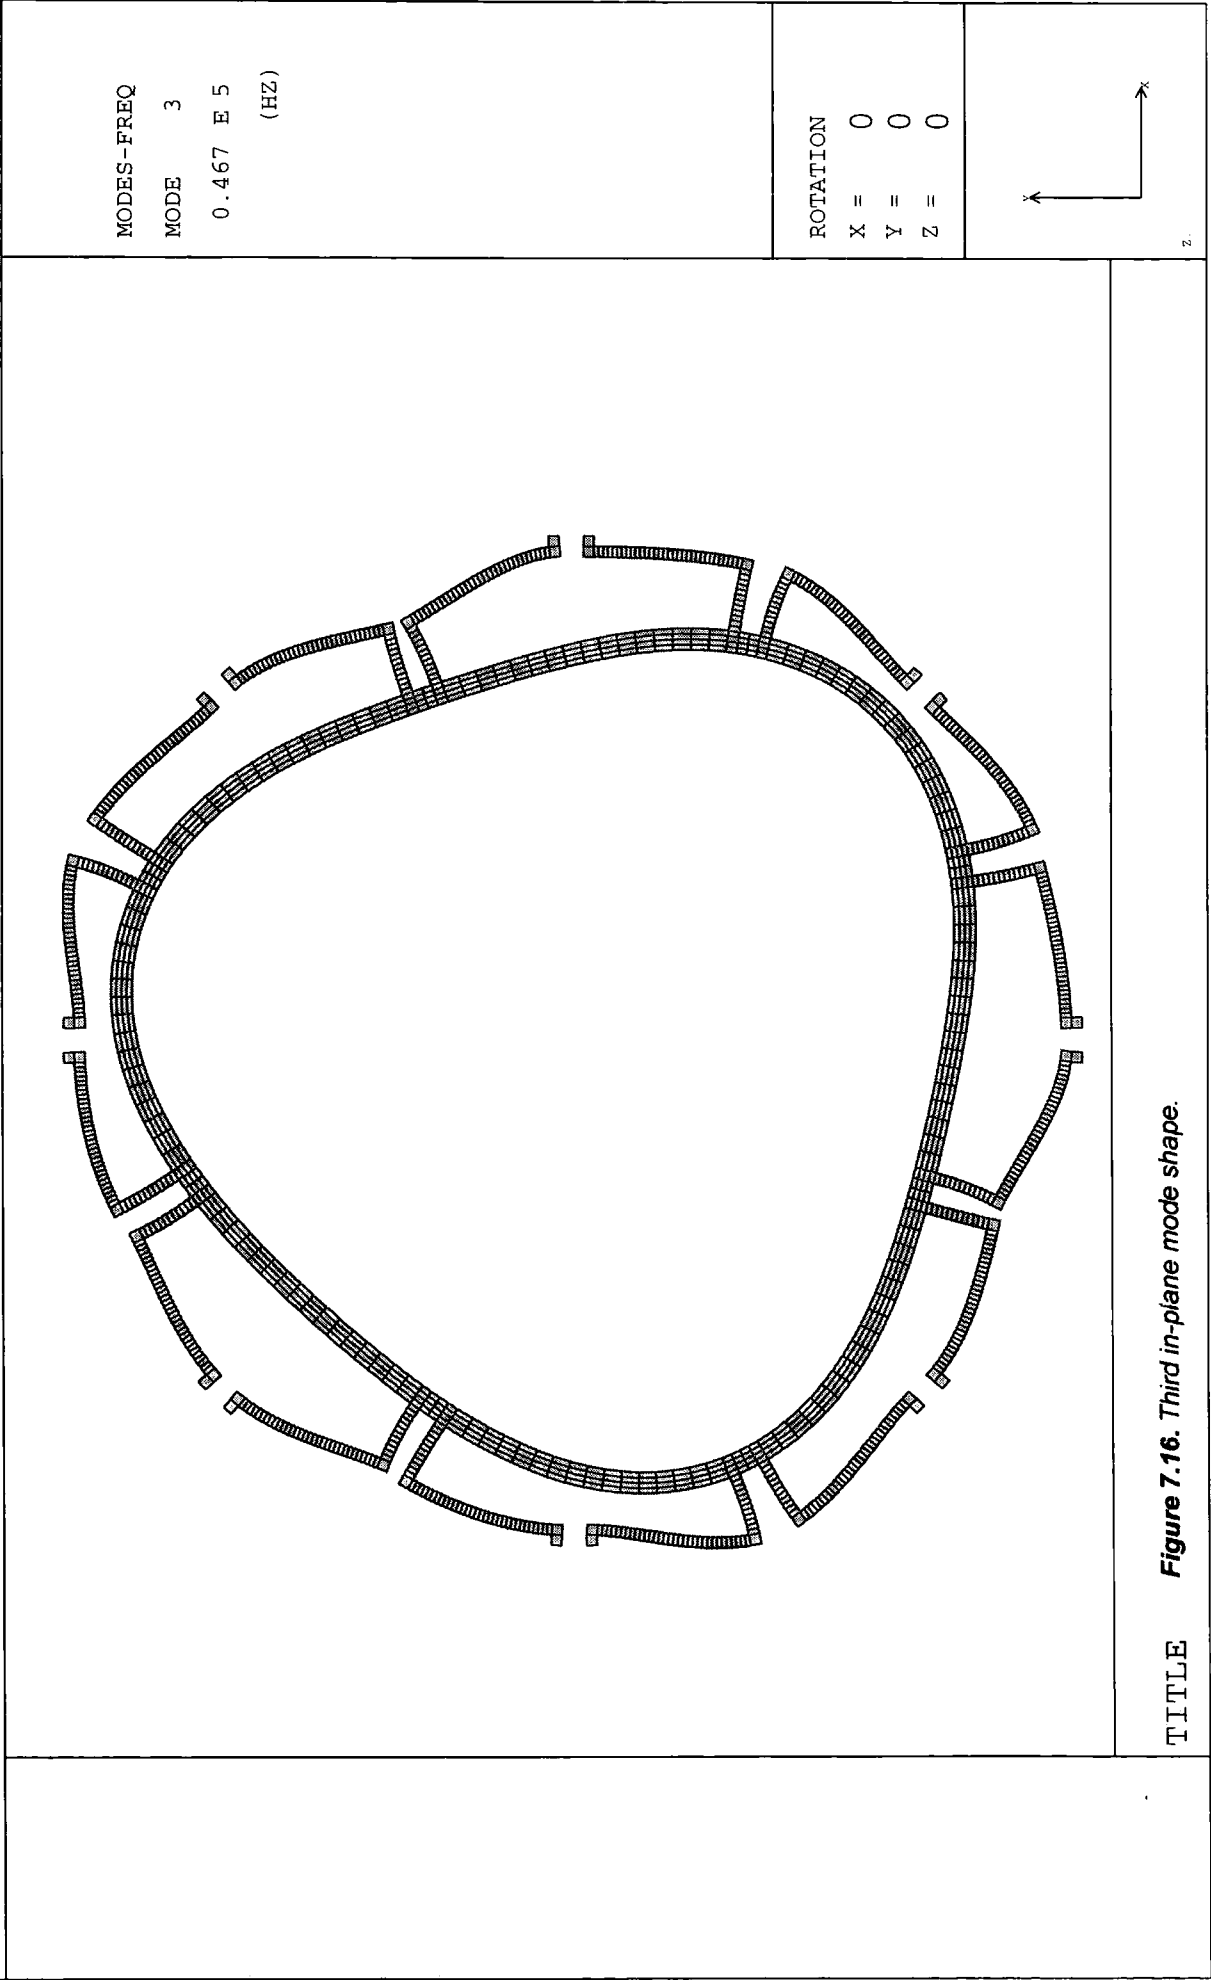 MODES-FREQ
MODE 3
0.467 E 5
(HZ)
ROTATION
X = 0
Y = 0
Z = 0
Y
X
Z
TITLE Figure 7.16. Third in-plane mode shape.